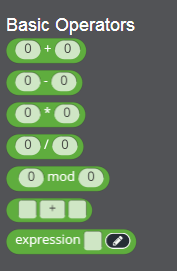 Basic Operators
0 + 0
0 - 0
0 * 0
0 / 0
0 mod 0
+
expression